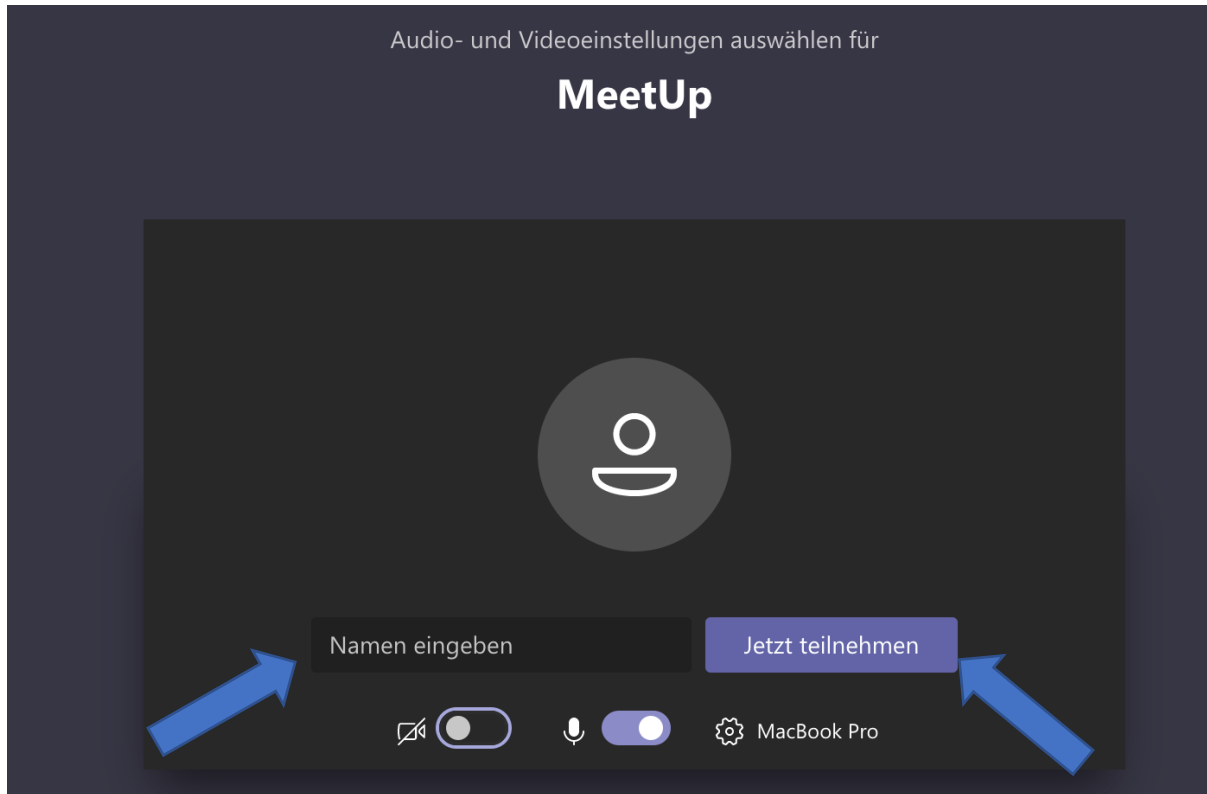 Audio- und Videoeinstellungen auswählen für
MeetUp
Namen eingeben
Jetzt teilnehmen
MacBook Pro